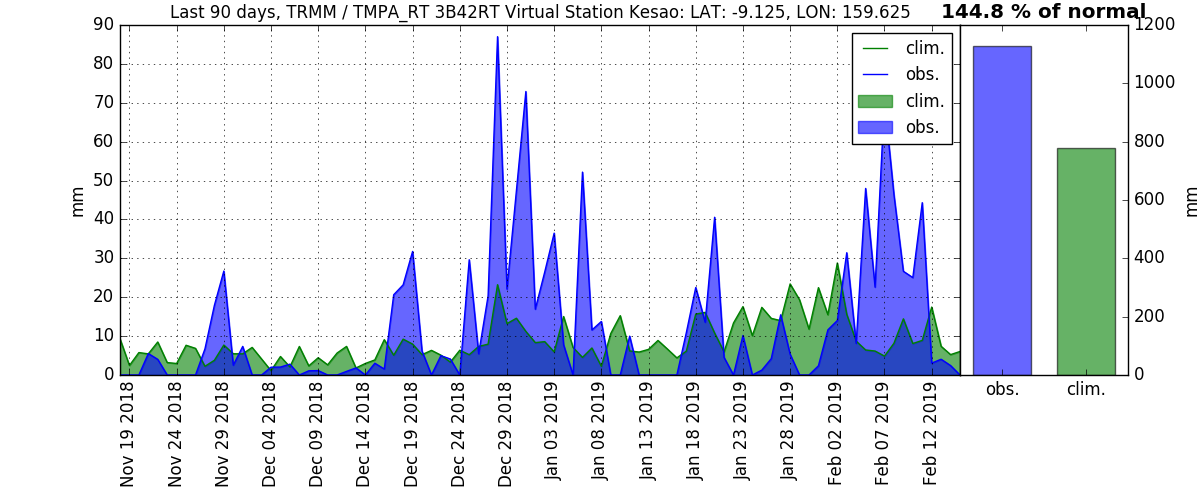 Last 90 days, TRMM / TMPA_RT 3B42RT Virtual Station Kesao: LAT: -9.125, LON: 159.625
144.8 % of normal
90
80
70
60
50
40
30
20
10
0
mm
clim.
obs.
clim.
obs.
1200
1000
800
600
400
200
0
mm
Nov 19 2018
Nov 24 2018
Nov 29 2018
Dec 04 2018
Dec 09 2018
Dec 14 2018
Dec 19 2018
Dec 24 2018
Dec 29 2018
Jan 03 2019
Jan 08 2019
Jan 13 2019
Jan 18 2019
Jan 23 2019
Jan 28 2019
Feb 02 2019
Feb 07 2019
Feb 12 2019
obs.
clim.